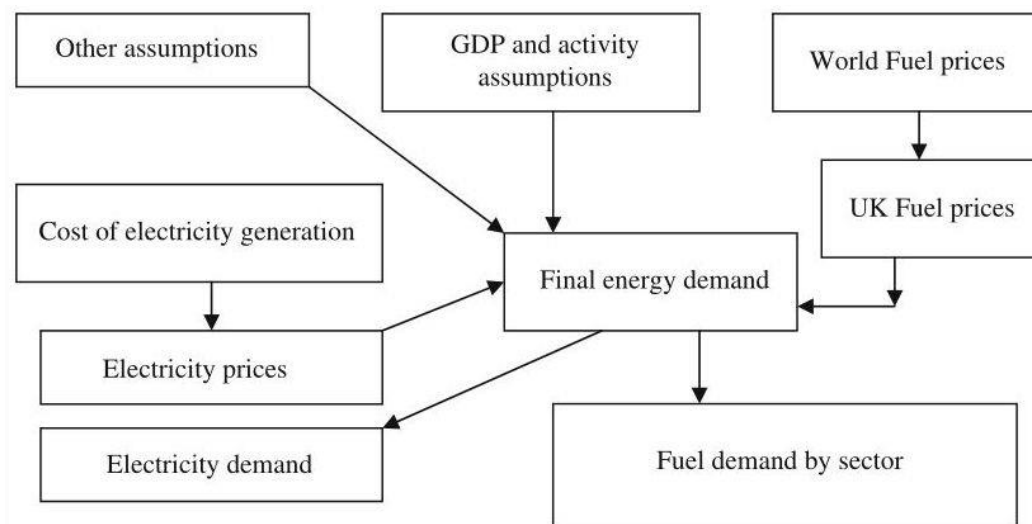 Other assumptions
GDP and activity
assumptions
World Fuel prices
UK Fuel prices
Cost of electricity generation
Final energy demand
Electricity prices
Electricity demand
Fuel demand by sector